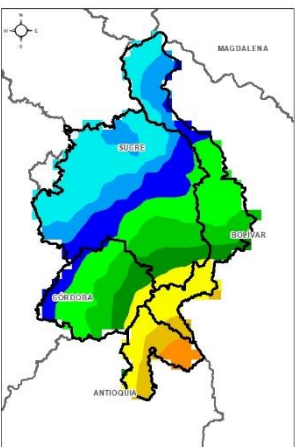 N
W E
S
MAGDALENA
SUCRE
BOLIVAR
CORDOBA
ANTIOQUIA